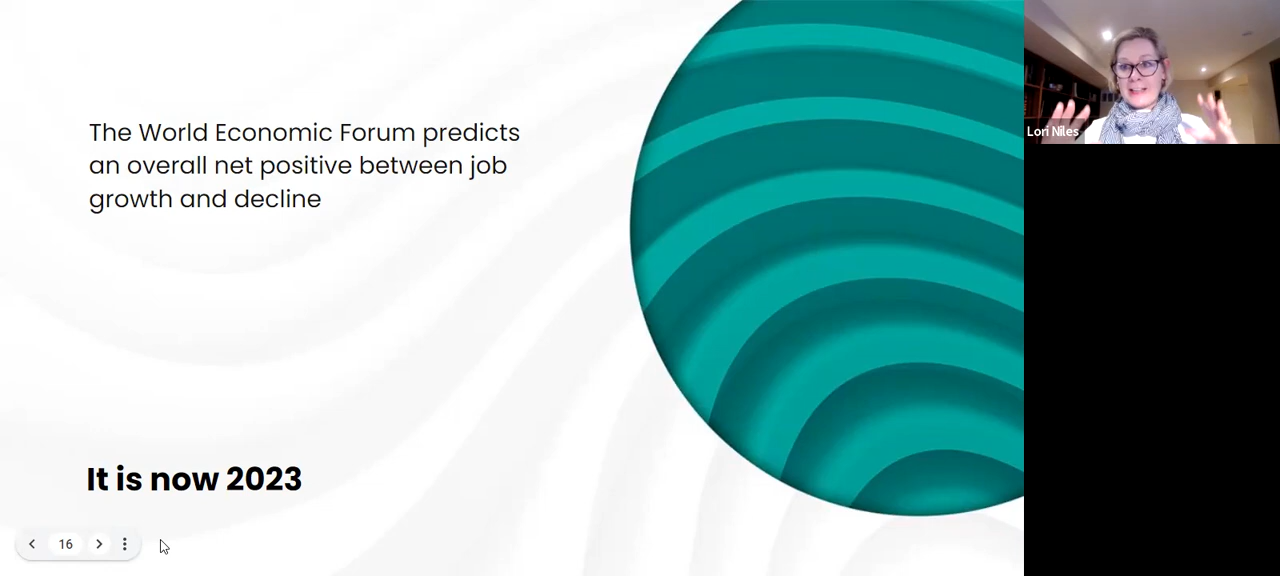 The World Economic Forum predicts
an overall net positive between job
growth and decline
Lori Niles
It is now 2023
16